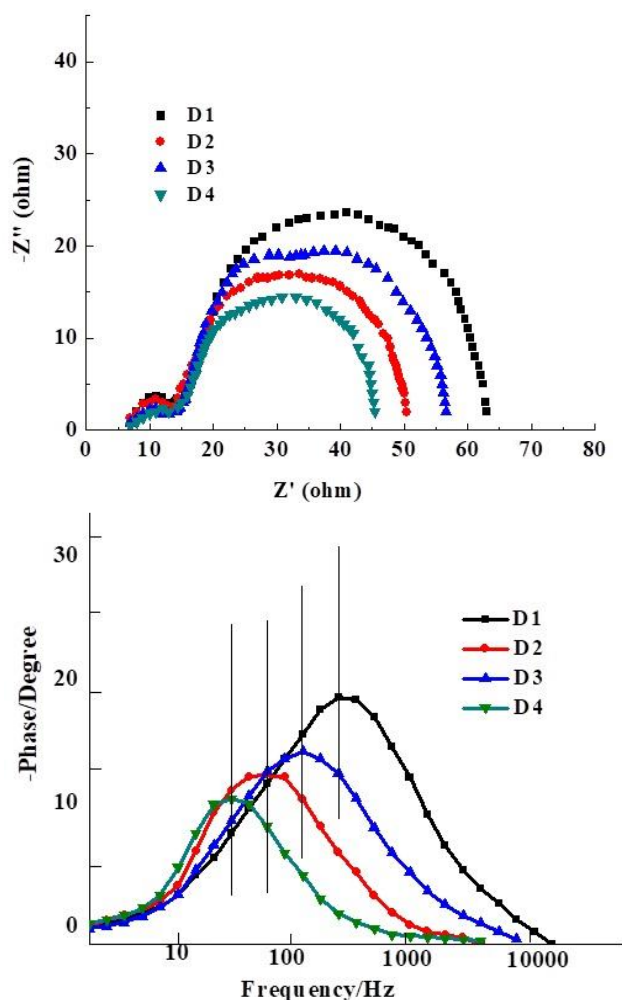 40
30
20
10
0
-Z" (ohm)
D1
D2
D3
D4
0 10 20 30 40 50 60 70 80
Z' (ohm)
30
20
10
0
-Phase/Degree
D1
D2
D3
D4
10 100 1000 10000
Frequency/Hz